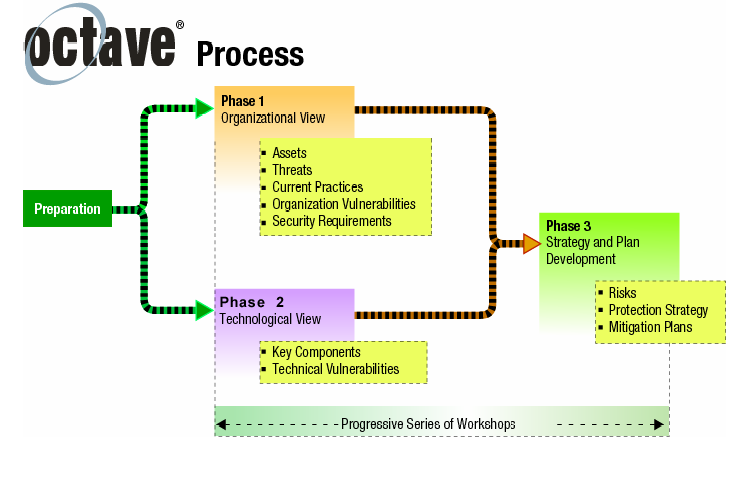 octave® Process
Phase 1
Organizational View
▪ Assets
▪ Threats
▪ Current Practices
▪ Organization Vulnerabilities
▪ Security Requirements
Preparation
Phase 2
Technological View
▪ Key Components
▪ Technical Vulnerabilities
Phase 3
Strategy and Plan
Development
▪ Risks
▪ Protection Strategy
▪ Mitigation Plans
Progressive Series of Workshops